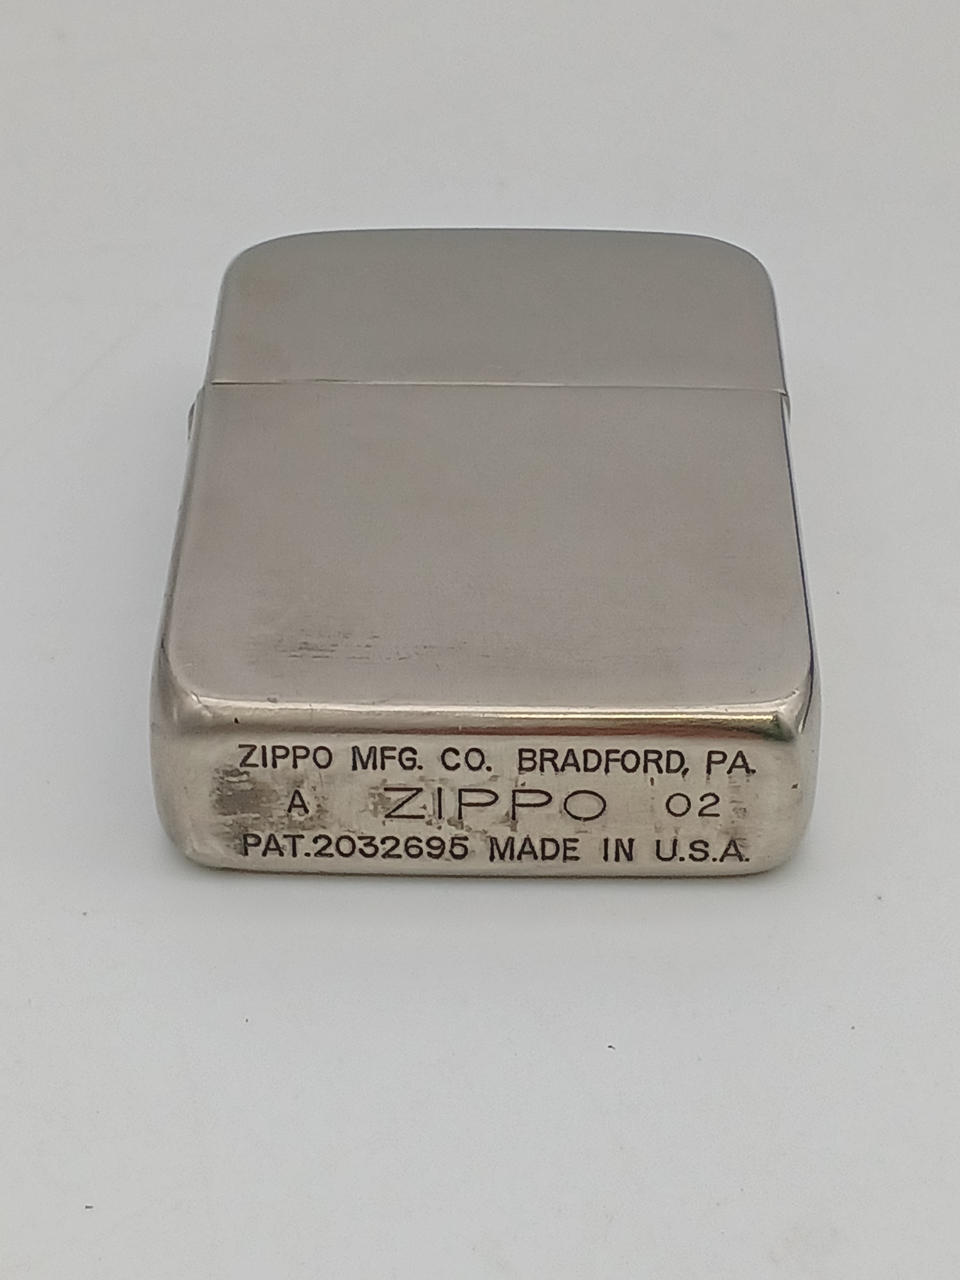 ZIPPO MFG. CO. BRADFORD, PA.
A ZIPPO 02
PAT.2032695 MADE IN U.S.A.